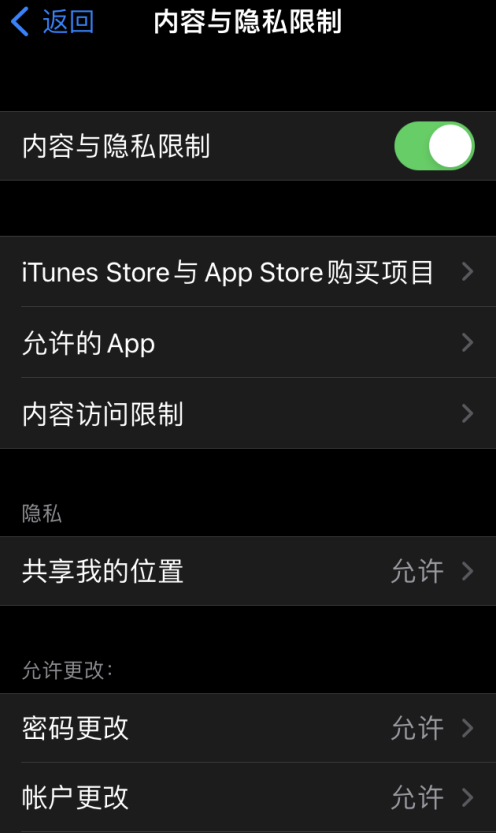 返回
内容与隐私限制
内容与隐私限制
iTunes Store与App Store购买项目
允许的App
内容访问限制
隐私
共享我的位置 允许
允许更改：
密码更改 允许
帐户更改 允许